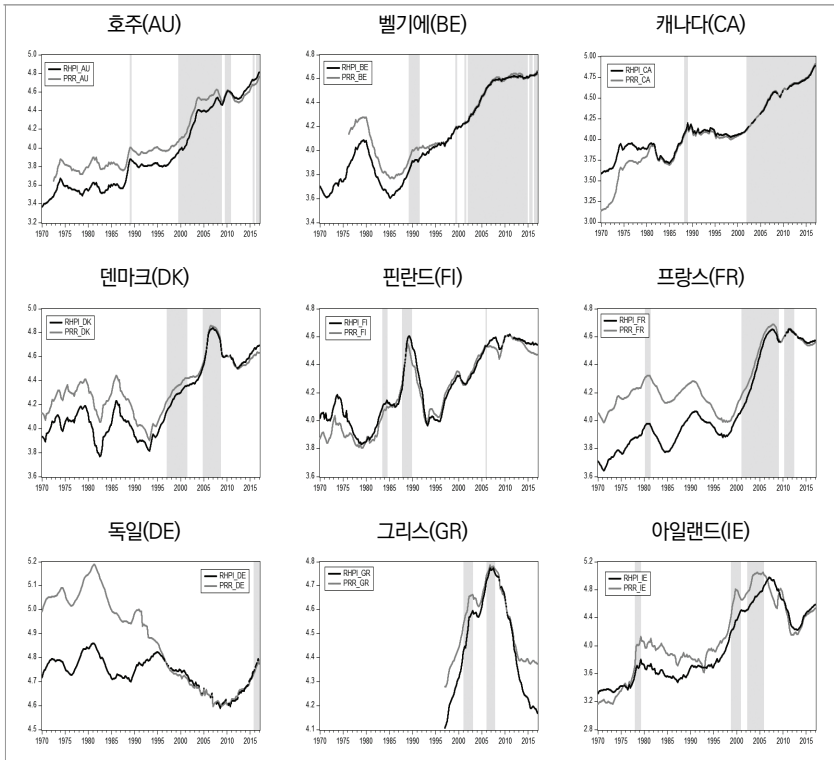 호주(AU)
벨기에(BE)
캐나다(CA)
5.0
4.8
4.6
4.4
4.2
4.0
3.8
3.6
3.4
3.2
RHPI_AU
PRR_AU
1970 1975 1980 1985 1990 1995 2000 2005 2010 2015
4.8
4.6
4.4
4.2
4.0
3.8
3.6
3.4
RHPI_BE
PRR_BE
1970 1975 1980 1985 1990 1995 2000 2005 2010 2015
5.00
4.75
4.50
4.25
4.00
3.75
3.50
3.25
3.00
RHPI_CA
PRR_CA
1970 1975 1980 1985 1990 1995 2000 2005 2010 2015
덴마크(DK)
핀란드(FI)
프랑스(FR)
5.0
4.8
4.6
4.4
4.2
4.0
3.8
3.6
RHPI_DK
PRR_DK
1970 1975 1980 1985 1990 1995 2000 2005 2010 2015
4.8
4.6
4.4
4.2
4.0
3.8
3.6
RHPI_FI
PRR_FI
1970 1975 1980 1985 1990 1995 2000 2005 2010 2015
4.8
4.6
4.4
4.2
4.0
3.8
3.6
RHPI_FR
PRR_FR
1970 1975 1980 1985 1990 1995 2000 2005 2010 2015
독일(DE)
그리스(GR)
아일랜드(IE)
5.2
5.1
5.0
4.9
4.8
4.7
4.6
4.5
RHPI_DE
PRR_DE
1970 1975 1980 1985 1990 1995 2000 2005 2010 2015
4.8
4.7
4.6
4.5
4.4
4.3
4.2
4.1
RHPI_GR
PRR_GR
1970 1975 1980 1985 1990 1995 2000 2005 2010 2015
5.2
4.8
4.4
4.0
3.6
3.2
2.8
RHPI_IE
PRR_IE
1970 1975 1980 1985 1990 1995 2000 2005 2010 2015